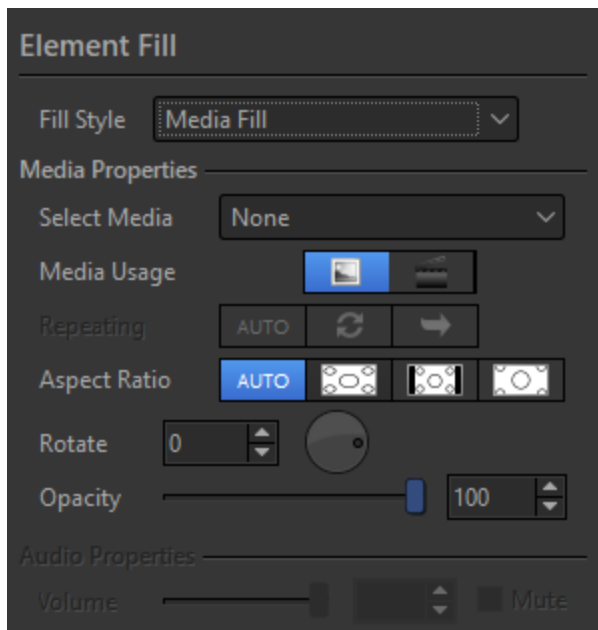 Element Fill
Fill Style Media Fill
Media Properties
Select Media None
Media Usage
Repeating AUTO
Aspect Ratio AUTO
Rotate 0
Opacity 100
Audio Properties
Volume Mute